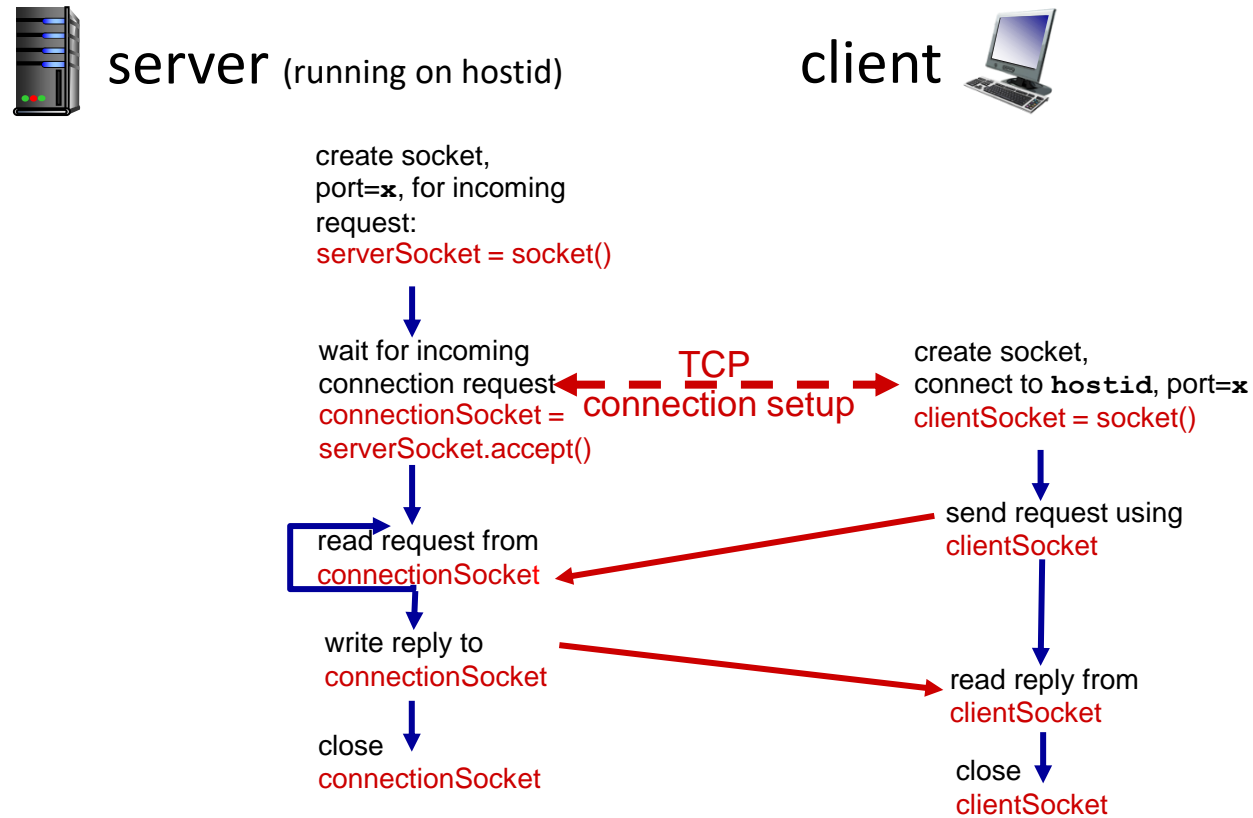 server (running on hostid)
client
create socket,
port=x, for incoming
request:
serverSocket = socket()
wait for incoming
connection request
connectionSocket =
serverSocket.accept()
TCP
connection setup
create socket,
connect to hostid, port=x
clientSocket = socket()
read request from
connectionSocket
send request using
clientSocket
write reply to
connectionSocket
read reply from
clientSocket
close
connectionSocket
close
clientSocket